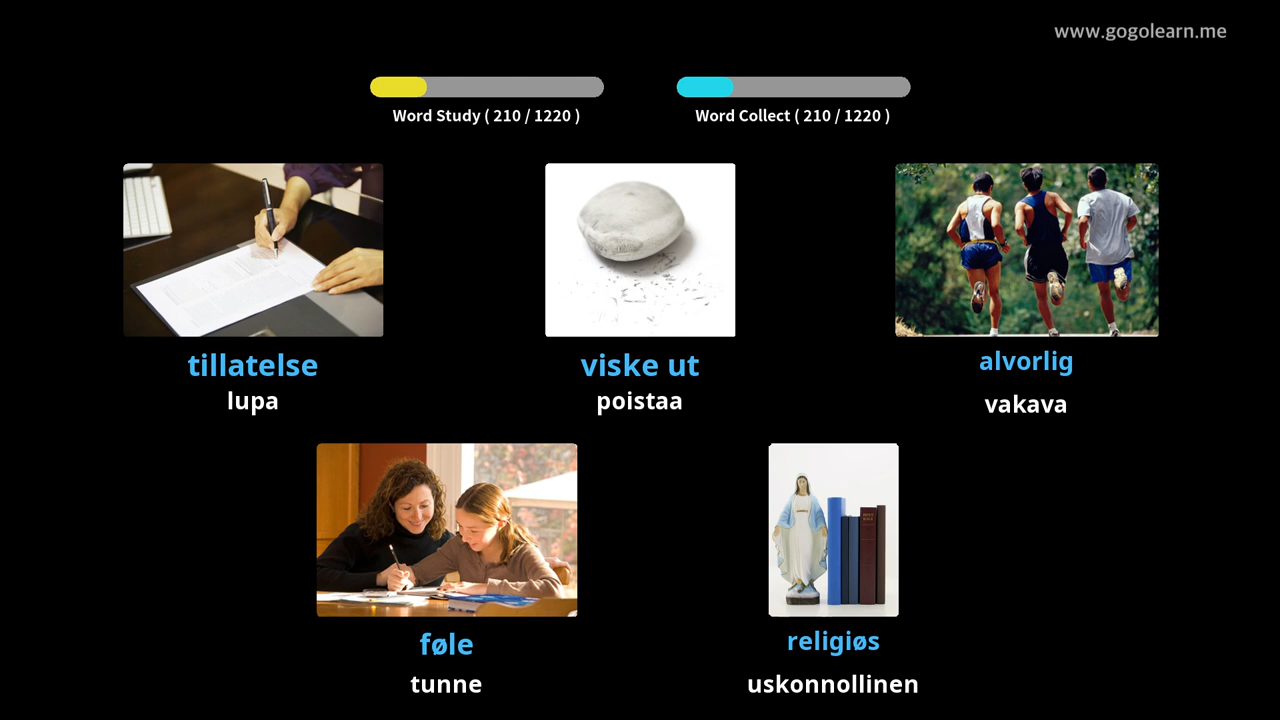 www.gogolearn.me
Word Study ( 210 / 1220 )
Word Collect ( 210 / 1220 )
tillatelse
lupa
viske ut
poistaa
alvorlig
vakava
føle
tunne
religiøs
uskonnollinen